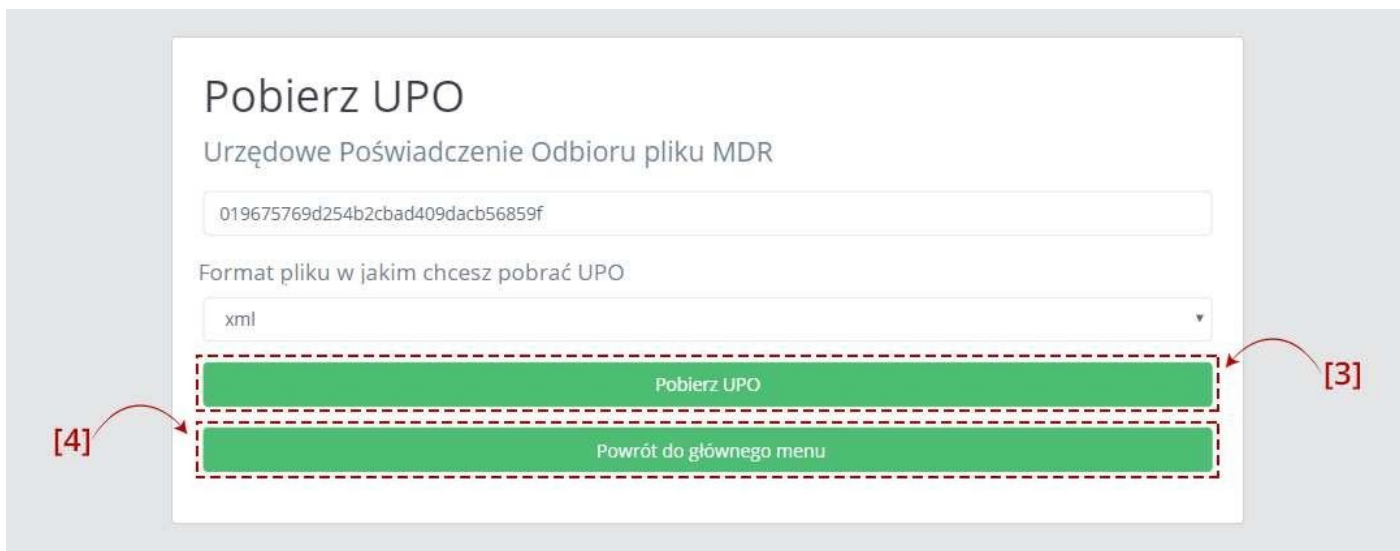 Pobierz UPO
Urzędowe Poświadczenie Odbioru pliku MDR
019675769d254b2cbad409dacb56859f
Format pliku w jakim chcesz pobrać UPO
xml
Pobierz UPO
[3]
[4]
Powrót do głównego menu